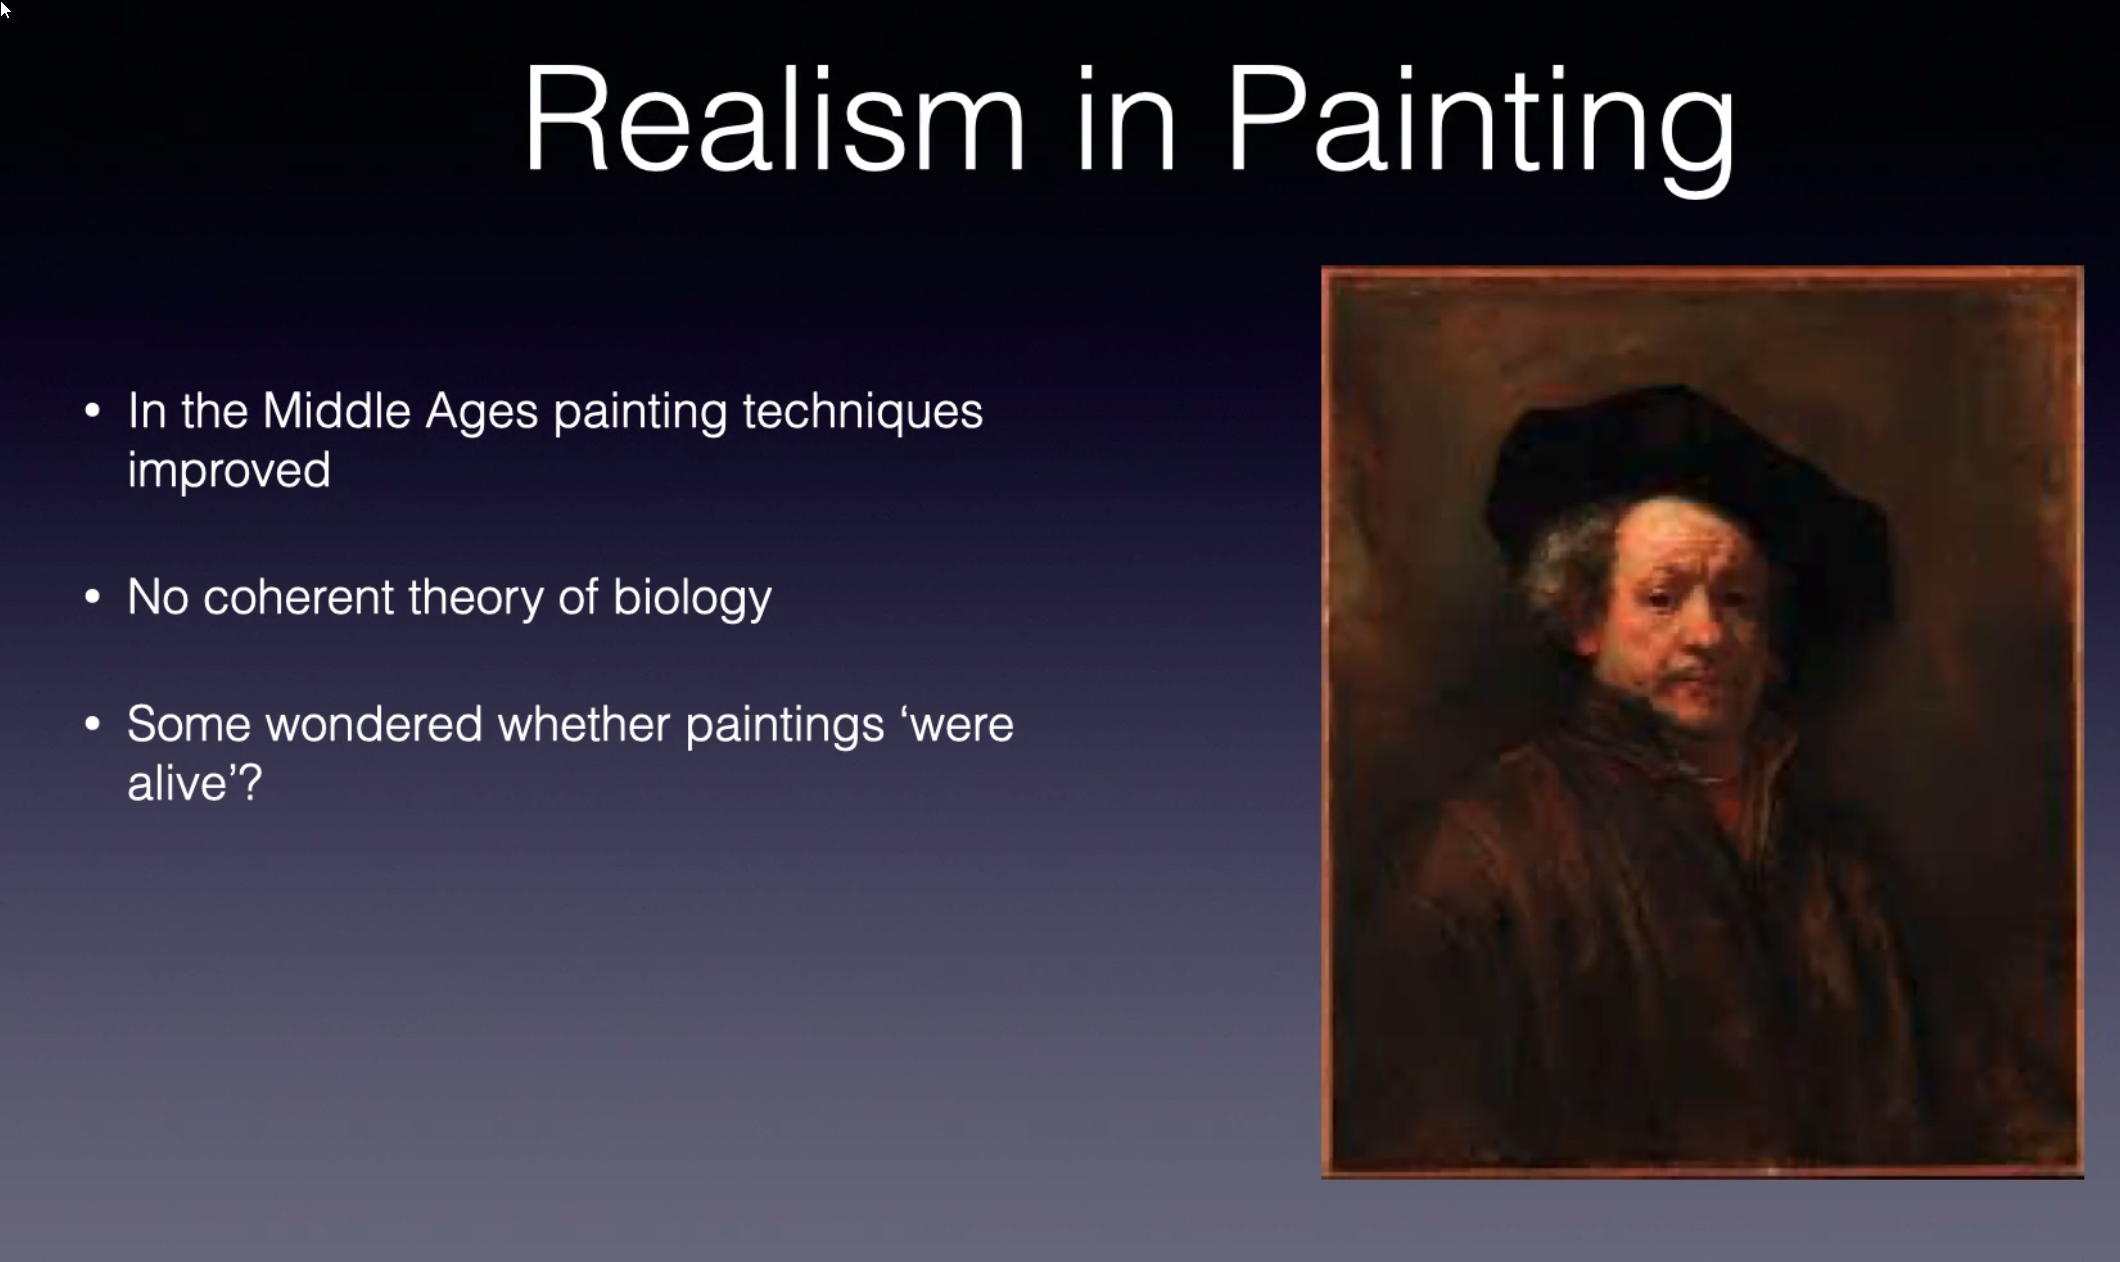 Realism in Painting
• In the Middle Ages painting techniques
improved
• No coherent theory of biology
• Some wondered whether paintings ‘were
alive’?